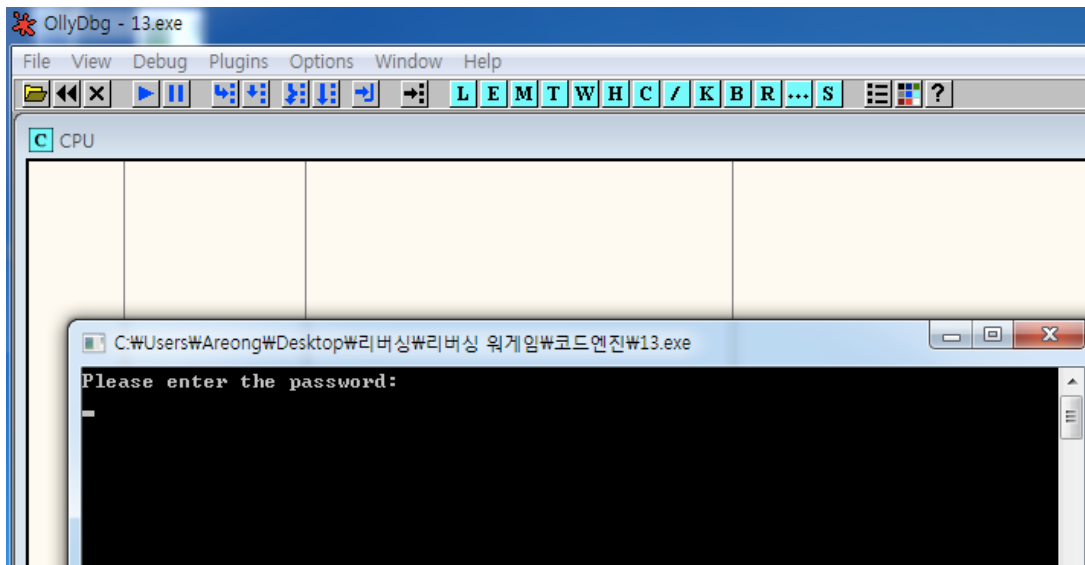 OllyDbg - 13.exe
File View Debug Plugins Options Window Help
L E M T W H C / K B R ... S ?
C CPU
C:₩Users₩Areong₩Desktop₩리버싱₩리버싱 워게임₩코드엔진₩13.exe
Please enter the password: